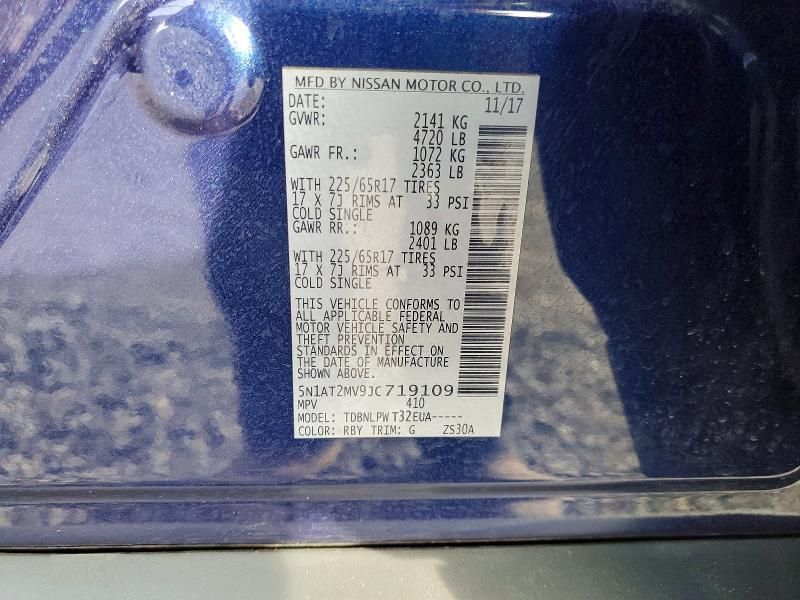 MFD BY NISSAN MOTOR CO., LTD.
DATE: 11/17
GVWR: 2141 KG
4720 LB
GAWR FR.: 1072 KG
2363 LB
WITH 225/65R17 TIRES
17 X 7J RIMS AT 33 PSI
COLD SINGLE
GAWR RR.: 1089 KG
2401 LB
WITH 225/65R17 TIRES
17 X 7J RIMS AT 33 PSI
COLD SINGLE
THIS VEHICLE CONFORMS TO
ALL APPLICABLE FEDERAL
MOTOR VEHICLE SAFETY AND
THEFT PREVENTION
STANDARDS IN EFFECT ON
THE DATE OF MANUFACTURE
SHOWN ABOVE.
5N1AT2MV9JC719109
MPV 410
MODEL: TDBNLPW T32EUA-----
COLOR: RBY TRIM: G ZS30A